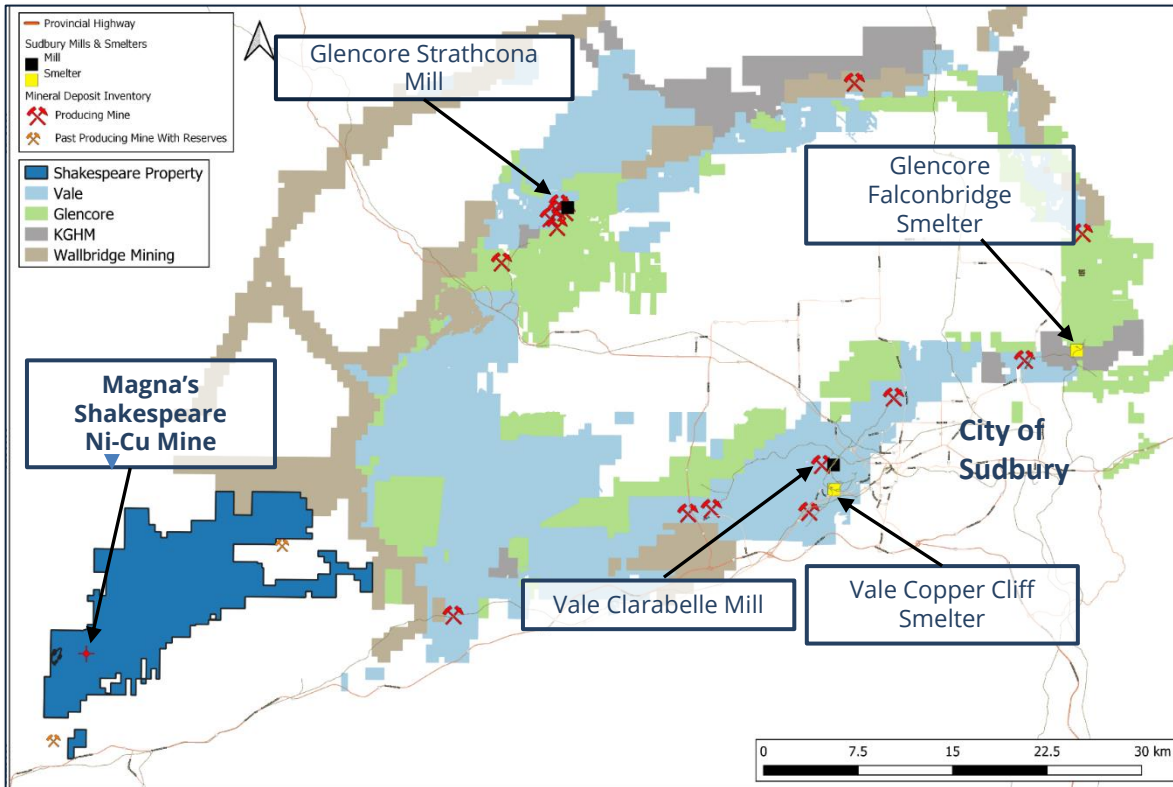 Provincial Highway
Sudbury Mills & Smelters
Mill
Smelter
Mineral Deposit Inventory
Producing Mine
Past Producing Mine With Reserves
Shakespeare Property
Vale
Glencore
KGHM
Wallbridge Mining
Glencore Strathcona
Mill
Glencore
Falconbridge
Smelter
Magna's
Shakespeare
Ni-Cu Mine
City of
Sudbury
Vale Clarabelle Mill
Vale Copper Cliff
Smelter
0 7.5 15 22.5 30 km